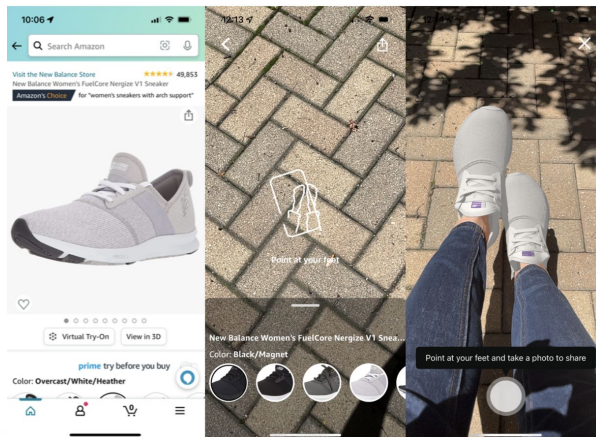 10:06
Search Amazon
Visit the New Balance Store
49,853
New Balance Women's FuelCore Nergize V1 Sneaker
Amazon's Choice for "women's sneakers with arch support"
Virtual Try-On
View in 3D
prime try before you buy
Color: Overcast/White/Heather
0
12:13
Point at your feet
New Balance Women's FuelCore Nergize V1 Snea...
Color: Black/Magnet
Point at your feet and take a photo to share